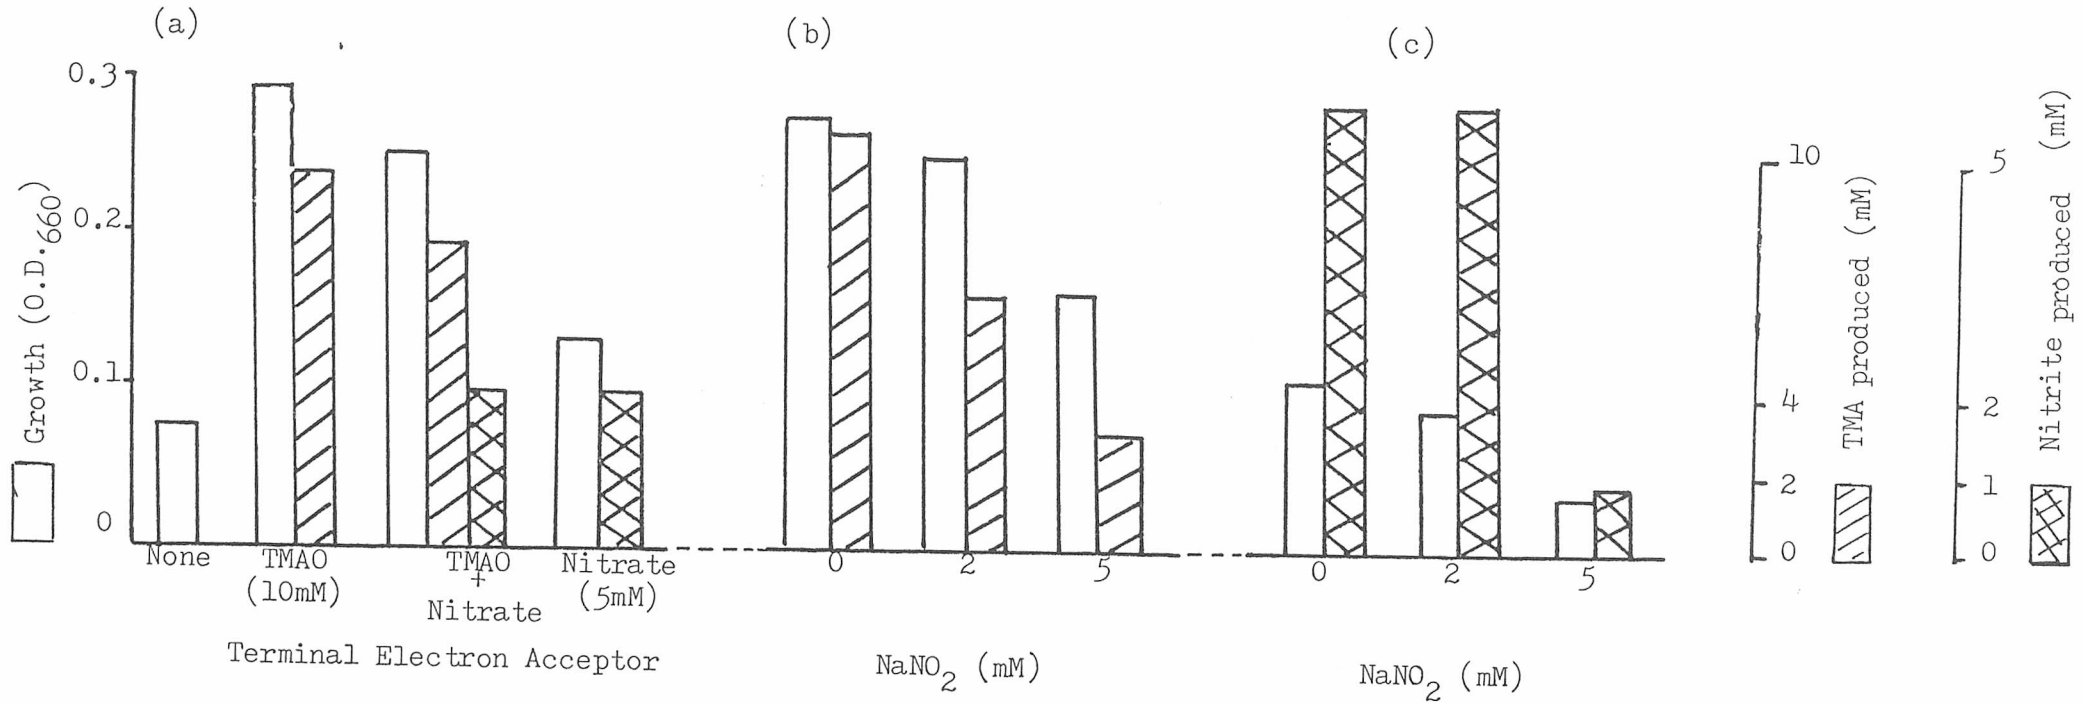 (a)
(b)
(c)
0.3
0.2
0.1
0
Growth (O.D.660)
None
TMAO
(10mM)
TMAO
+
Nitrate
Nitrate
(5mM)
Terminal Electron Acceptor
0
2
5
NaNO2 (mM)
0
2
5
NaNO2 (mM)
10
4
2
0
TMA produced (mM)
5
2
1
0
Nitrite produced (mM)